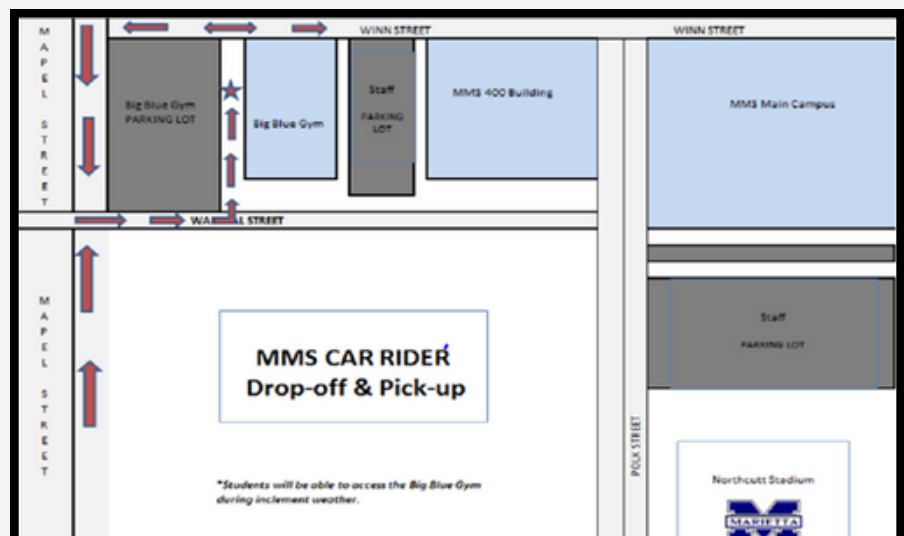 MAPEL STREET
WINN STREET
WINN STREET
Big Blue Gym
PARKING LOT
Big Blue Gym
Staff
PARKING
LOT
MMS 400 Building
MMS Main Campus
STREET
MAPEL STREET
MMS CAR RIDER
Drop-off & Pick-up
Staff
PARKING LOT
POLK STREET
*Students will be able to access the Big Blue Gym
during inclement weather.
Northcutt Stadium
M
MARIETTA